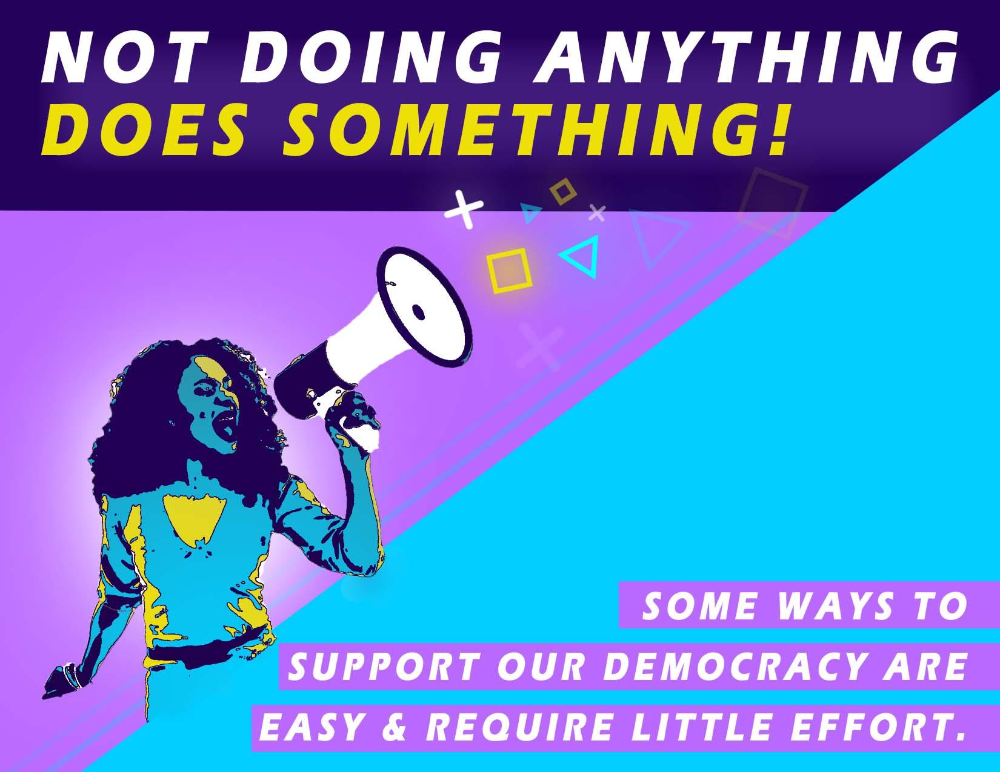 NOT DOING ANYTHING
DOES SOMETHING!
SOME WAYS TO
SUPPORT OUR DEMOCRACY ARE
EASY & REQUIRE LITTLE EFFORT.